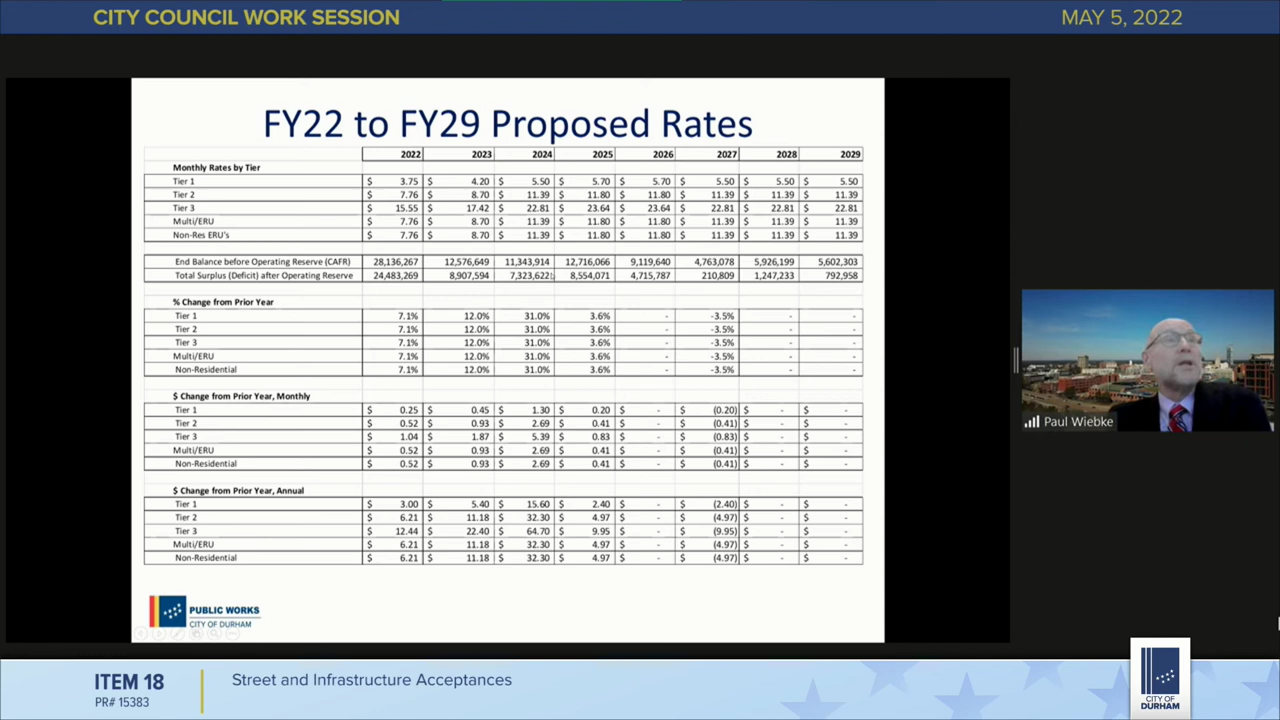 CITY COUNCIL WORK SESSION MAY 5, 2022
FY22 to FY29 Proposed Rates
2022 2023 2024 2025 2026 2027 2028 2029
Monthly Rates by Tier
Tier 1 $ 3.75 $ 4.20 $ 5.50 $ 5.70 $ 5.70 $ 5.50 $ 5.50 $ 5.50
Tier 2 $ 7.76 $ 8.70 $ 11.39 $ 11.80 $ 11.80 $ 11.39 $ 11.39 $ 11.39
Tier 3 $ 15.55 $ 17.42 $ 22.81 $ 23.64 $ 23.64 $ 22.81 $ 22.81 $ 22.81
Multi/ERU $ 7.76 $ 8.70 $ 11.39 $ 11.80 $ 11.80 $ 11.39 $ 11.39 $ 11.39
Non-Res ERU's $ 7.76 $ 8.70 $ 11.39 $ 11.80 $ 11.80 $ 11.39 $ 11.39 $ 11.39
End Balance before Operating Reserve (CAFR) 28,136,267 12,576,649 11,343,914 12,716,066 9,119,640 4,763,078 5,926,199 5,602,303
Total Surplus (Deficit) after Operating Reserve 24,483,269 8,907,594 7,323,622 8,554,071 4,715,787 210,809 1,247,233 792,958
% Change from Prior Year
Tier 1 7.1% 12.0% 31.0% 3.6% - -3.5% - -
Tier 2 7.1% 12.0% 31.0% 3.6% - -3.5% - -
Tier 3 7.1% 12.0% 31.0% 3.6% - -3.5% - -
Multi/ERU 7.1% 12.0% 31.0% 3.6% - -3.5% - -
Non-Residential 7.1% 12.0% 31.0% 3.6% - -3.5% - -
$ Change from Prior Year, Monthly
Tier 1 $ 0.25 $ 0.45 $ 1.30 $ 0.20 $ - $ (0.20) $ - $ -
Tier 2 $ 0.52 $ 0.93 $ 2.69 $ 0.41 $ - $ (0.41) $ - $ -
Tier 3 $ 1.04 $ 1.87 $ 5.39 $ 0.83 $ - $ (0.83) $ - $ -
Multi/ERU $ 0.52 $ 0.93 $ 2.69 $ 0.41 $ - $ (0.41) $ - $ -
Non-Residential $ 0.52 $ 0.93 $ 2.69 $ 0.41 $ - $ (0.41) $ - $ -
$ Change from Prior Year, Annual
Tier 1 $ 3.00 $ 5.40 $ 15.60 $ 2.40 $ - $ (2.40) $ - $ -
Tier 2 $ 6.21 $ 11.18 $ 32.30 $ 4.97 $ - $ (4.97) $ - $ -
Tier 3 $ 12.44 $ 22.40 $ 64.70 $ 9.95 $ - $ (9.95) $ - $ -
Multi/ERU $ 6.21 $ 11.18 $ 32.30 $ 4.97 $ - $ (4.97) $ - $ -
Non-Residential $ 6.21 $ 11.18 $ 32.30 $ 4.97 $ - $ (4.97) $ - $ -
PUBLIC WORKS
CITY OF DURHAM
Paul Wiebke
ITEM 18
PR# 15383
Street and Infrastructure Acceptances
CITY OF
DURHAM